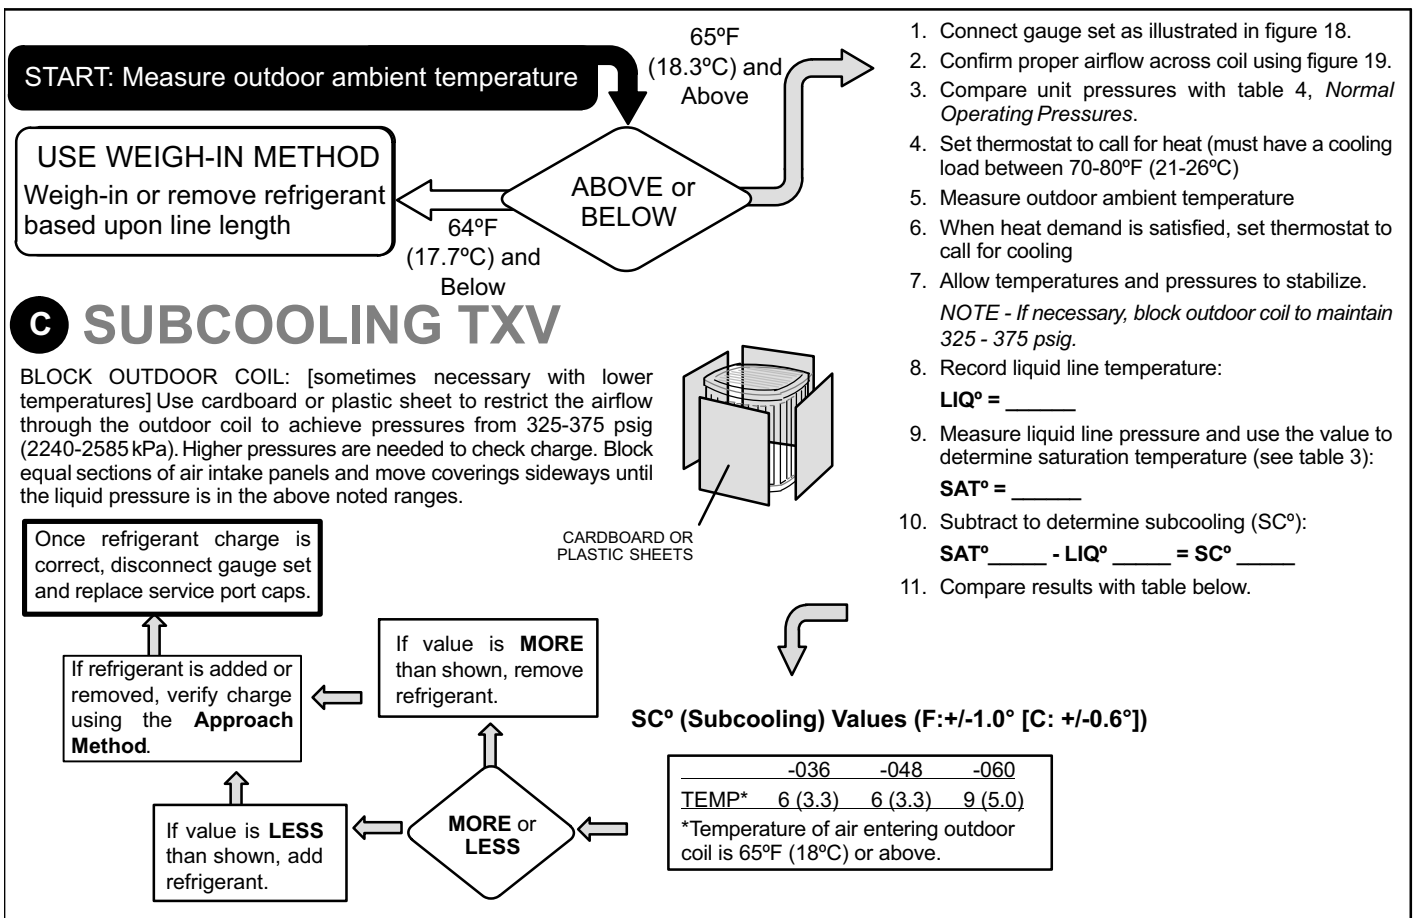 START: Measure outdoor ambient temperature
65ºF
(18.3ºC) and
Above
USE WEIGH-IN METHOD
Weigh-in or remove refrigerant
based upon line length
ABOVE or
BELOW
64ºF
(17.7ºC) and
Below
C SUBCOOLING TXV
BLOCK OUTDOOR COIL: [sometimes necessary with lower
temperatures] Use cardboard or plastic sheet to restrict the airflow
through the outdoor coil to achieve pressures from 325-375 psig
(2240-2585 kPa). Higher pressures are needed to check charge. Block
equal sections of air intake panels and move coverings sideways until
the liquid pressure is in the above noted ranges.
CARDBOARD OR
PLASTIC SHEETS
1. Connect gauge set as illustrated in figure 18.
2. Confirm proper airflow across coil using figure 19.
3. Compare unit pressures with table 4, Normal
Operating Pressures.
4. Set thermostat to call for heat (must have a cooling
load between 70-80ºF (21-26ºC)
5. Measure outdoor ambient temperature
6. When heat demand is satisfied, set thermostat to
call for cooling
7. Allow temperatures and pressures to stabilize.
NOTE - If necessary, block outdoor coil to maintain
325 - 375 psig.
8. Record liquid line temperature:
LIQº = ______
9. Measure liquid line pressure and use the value to
determine saturation temperature (see table 3):
SATº = ______
10. Subtract to determine subcooling (SCº):
SATº_____ - LIQº _____ = SCº _____
11. Compare results with table below.
SCº (Subcooling) Values (F:+/-1.0° [C: +/-0.6°])
-036 -048 -060
TEMP* 6 (3.3) 6 (3.3) 9 (5.0)
*Temperature of air entering outdoor
coil is 65ºF (18ºC) or above.
MORE or
LESS
If value is MORE
than shown, remove
refrigerant.
If value is LESS
than shown, add
refrigerant.
If refrigerant is added or
removed, verify charge
using the Approach
Method.
Once refrigerant charge is
correct, disconnect gauge set
and replace service port caps.